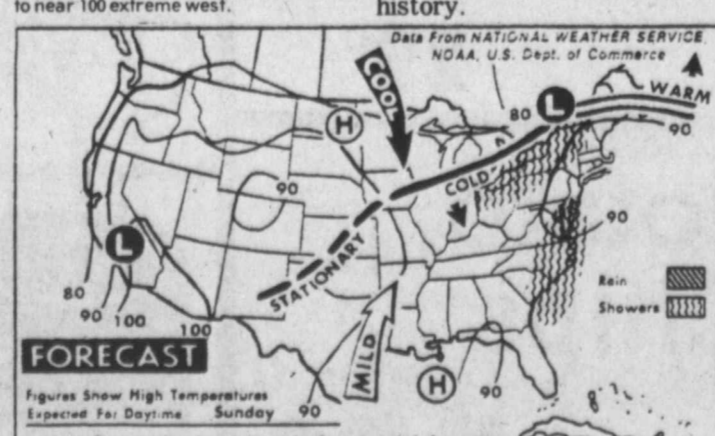 to near 100 extreme west.
history.
Data From NATIONAL WEATHER SERVICE,
NOAA, U.S. Dept. of Commerce
COOL
WARM
L
80
H
90
COLD
90
90
L
STATIONARY
Rain
Showers
80
90
100
100
MILD
H
90
90
FORECAST
Figures Show High Temperatures
Expected For Daytime Sunday